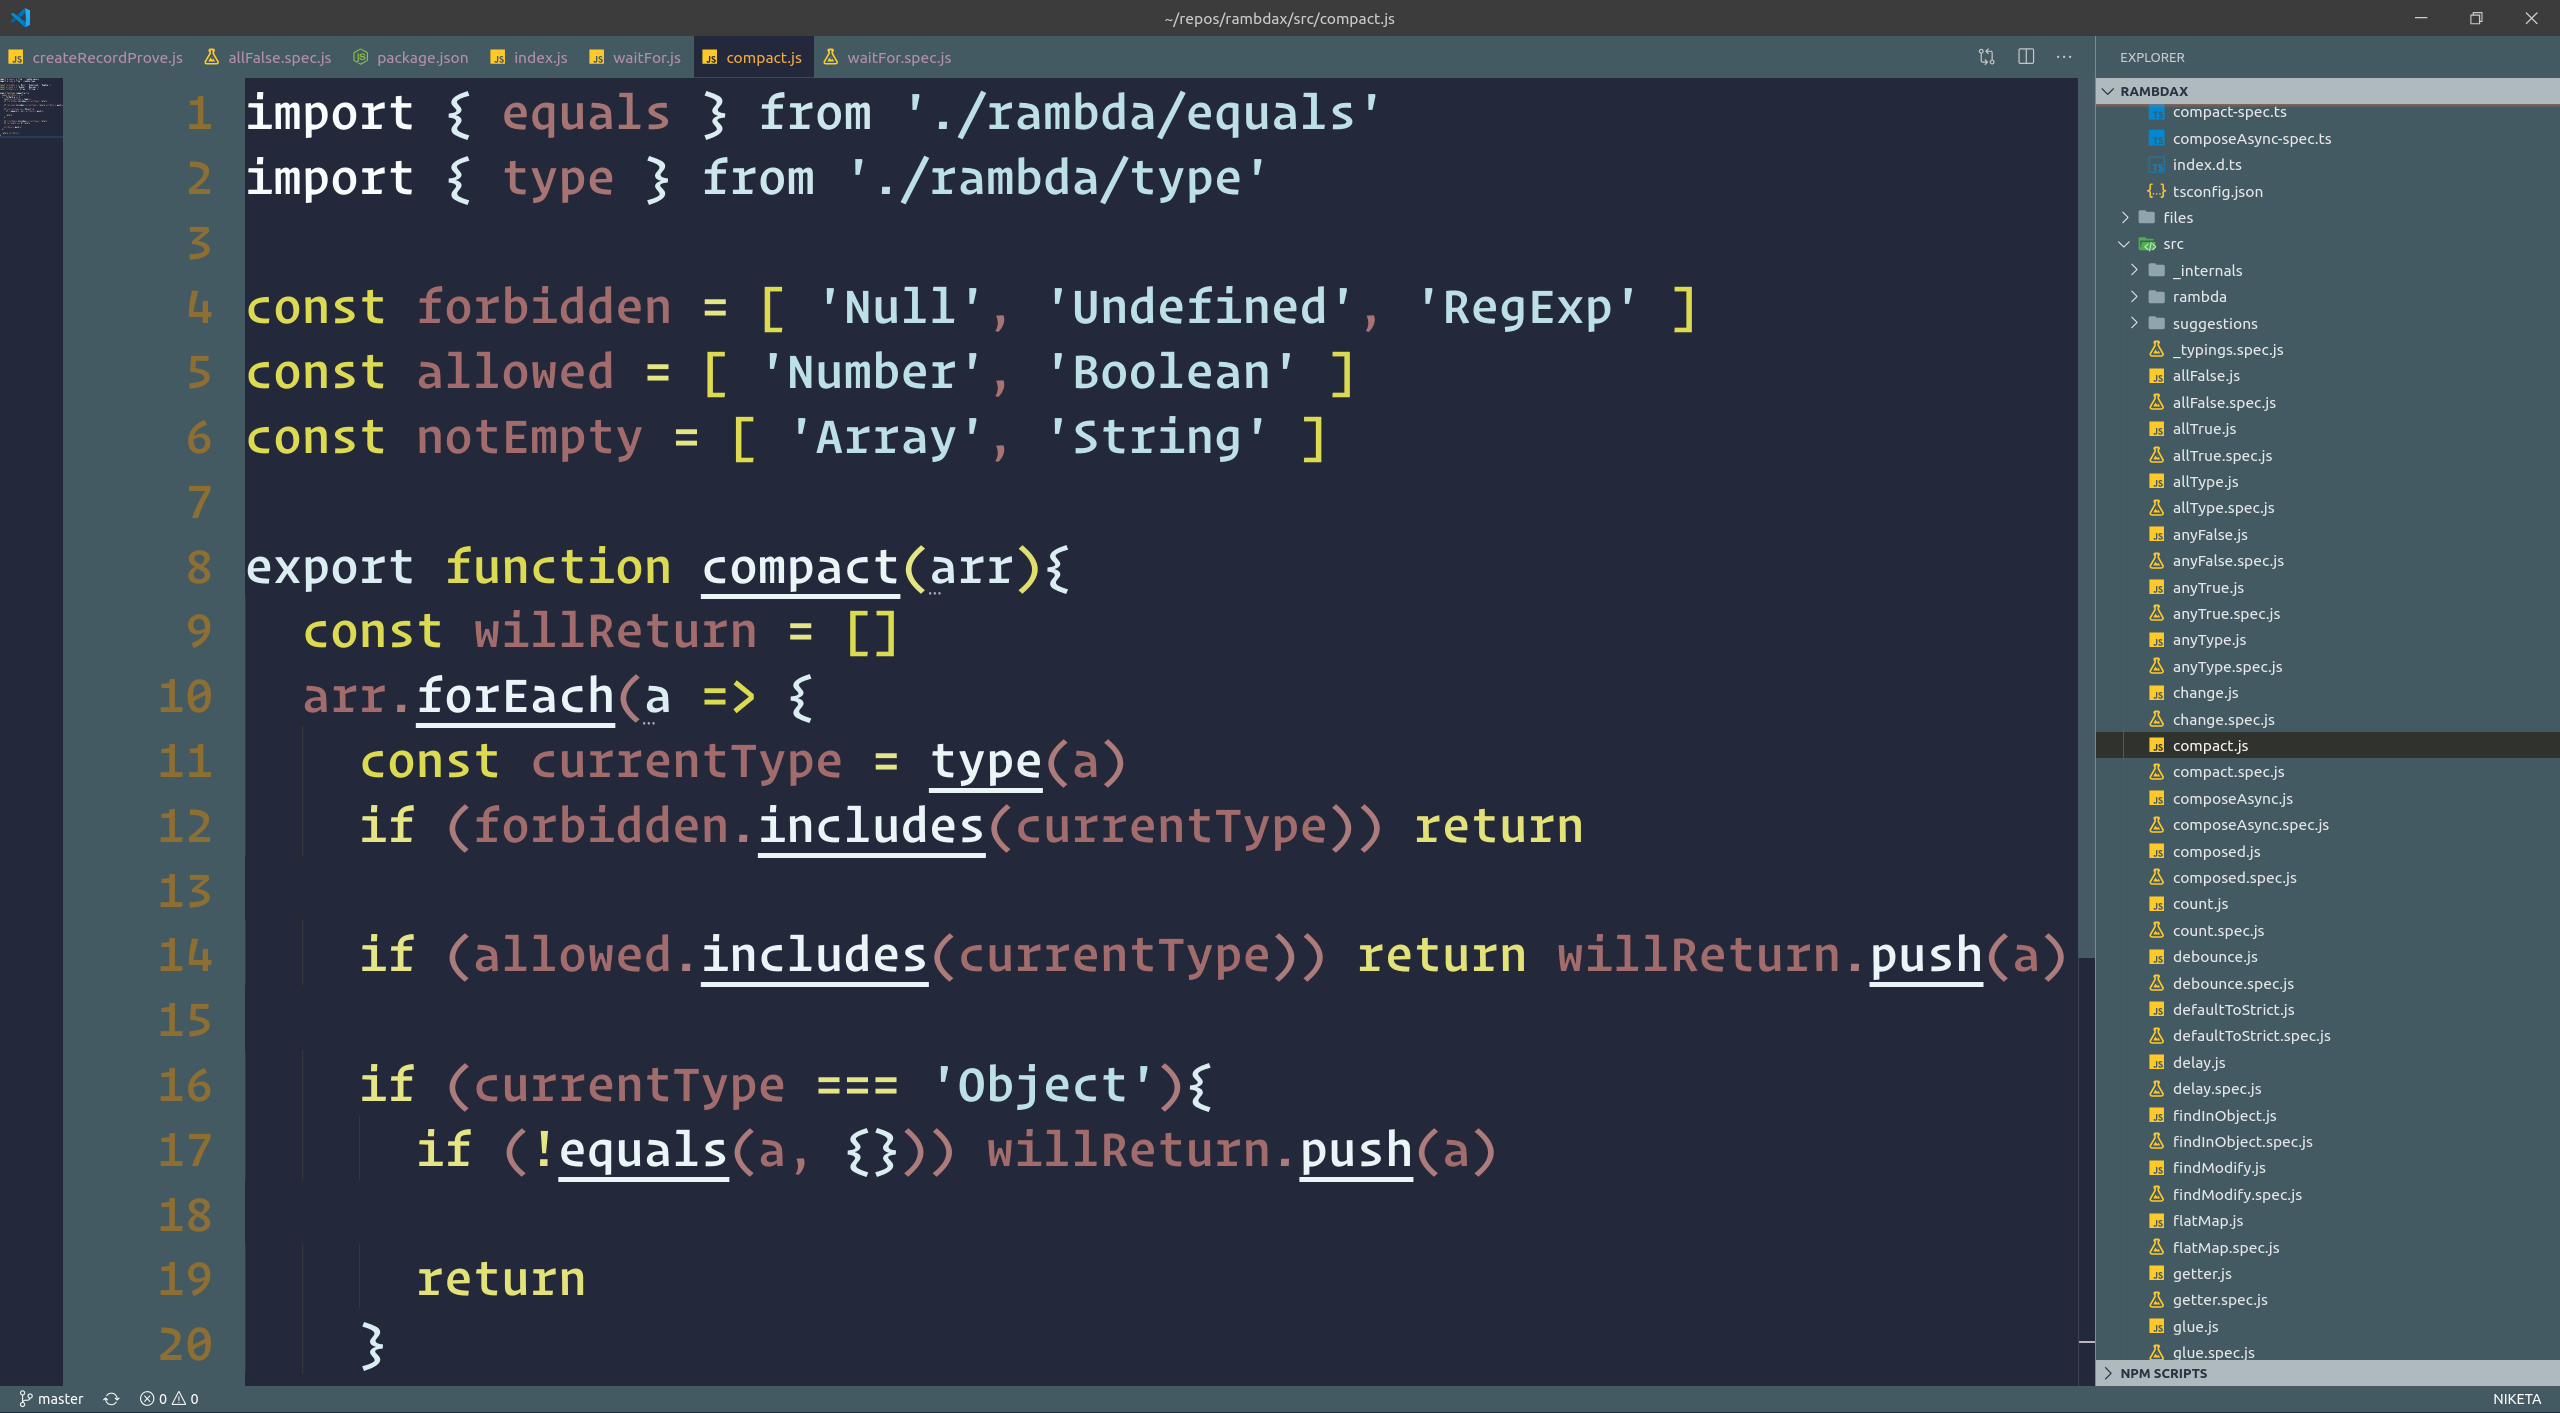 ~/repos/rambdax/src/compact.js
createRecordProve.js allFalse.spec.js package.json index.js waitFor.js compact.js waitFor.spec.js
1 import { equals } from './rambda/equals'
2 import { type } from './rambda/type'
3
4 const forbidden = [ 'Null', 'Undefined', 'RegExp' ]
5 const allowed = [ 'Number', 'Boolean' ]
6 const notEmpty = [ 'Array', 'String' ]
7
8 export function compact(arr){
9 const willReturn = []
10 arr.forEach(a => {
11 const currentType = type(a)
12 if (forbidden.includes(currentType)) return
13
14 if (allowed.includes(currentType)) return willReturn.push(a)
15
16 if (currentType === 'Object'){
17 if (!equals(a, {})) willReturn.push(a)
18
19 return
20 }
EXPLORER
RAMBDAX
compact-spec.ts
composeAsync-spec.ts
index.d.ts
tsconfig.json
files
src
_internals
rambda
suggestions
_typings.spec.js
allFalse.js
allFalse.spec.js
allTrue.js
allTrue.spec.js
allType.js
allType.spec.js
anyFalse.js
anyFalse.spec.js
anyTrue.js
anyTrue.spec.js
anyType.js
anyType.spec.js
change.js
change.spec.js
compact.js
compact.spec.js
composeAsync.js
composeAsync.spec.js
composed.js
composed.spec.js
count.js
count.spec.js
debounce.js
debounce.spec.js
defaultToStrict.js
defaultToStrict.spec.js
delay.js
delay.spec.js
findInObject.js
findInObject.spec.js
findModify.js
findModify.spec.js
flatMap.js
flatMap.spec.js
getter.js
getter.spec.js
glue.js
glue.spec.js
NPM SCRIPTS
master 0 0
NIKETA